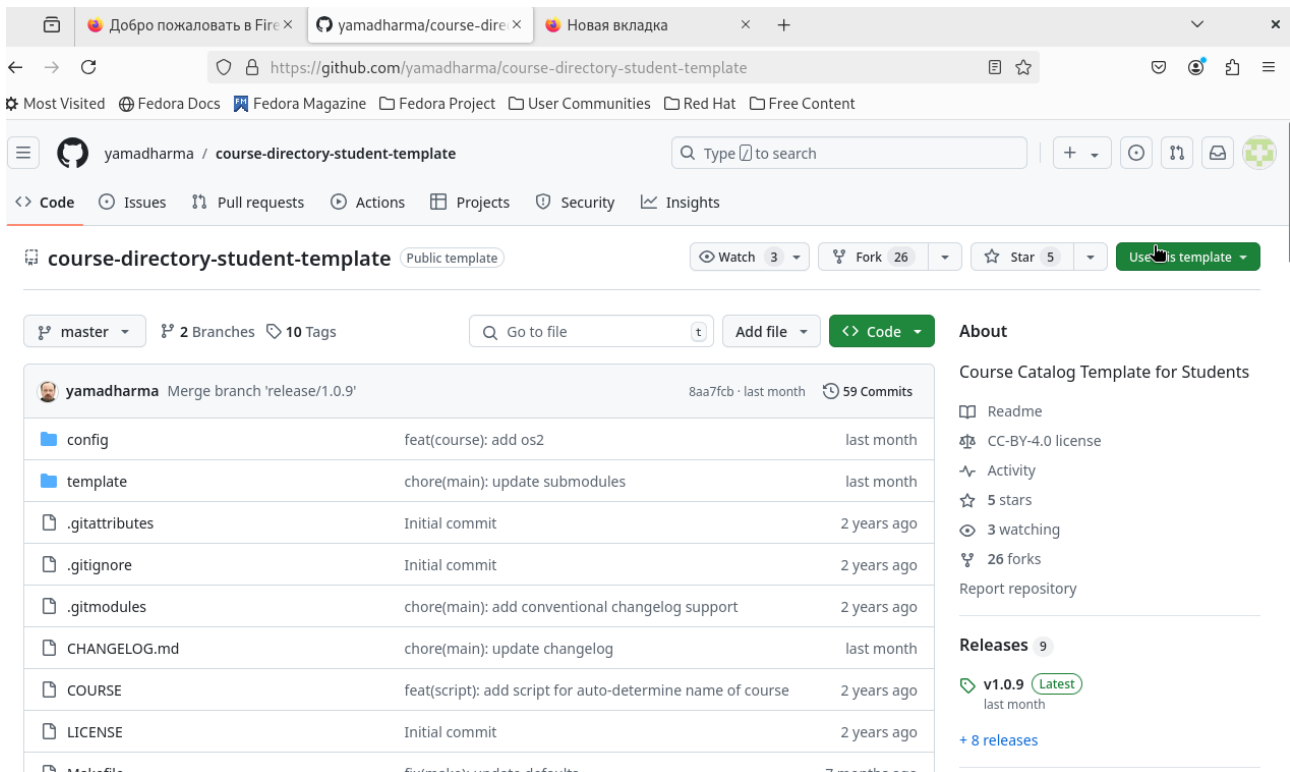 Добро пожаловать в Fire
yamadharma/course-dire
Новая вкладка
https://github.com/yamadharma/course-directory-student-template
Most Visited Fedora Docs Fedora Magazine Fedora Project User Communities Red Hat Free Content
yamadharma / course-directory-student-template
Type / to search
Code Issues Pull requests Actions Projects Security Insights
course-directory-student-template Public template
Watch 3 Fork 26 Star 5 template
master 2 Branches 10 Tags Go to file t Add file Code
yamadharma Merge branch 'release/1.0.9' 8aa7fcb · last month 59 Commits
config feat(course): add os2 last month
template chore(main): update submodules last month
.gitattributes Initial commit 2 years ago
.gitignore Initial commit 2 years ago
.gitmodules chore(main): add conventional changelog support 2 years ago
CHANGELOG.md chore(main): update changelog last month
COURSE feat(script): add script for auto-determine name of course 2 years ago
LICENSE Initial commit 2 years ago
About
Course Catalog Template for Students
Readme
CC-BY-4.0 license
Activity
5 stars
3 watching
26 forks
Report repository
Releases 9
v1.0.9 Latest
last month
+ 8 releases